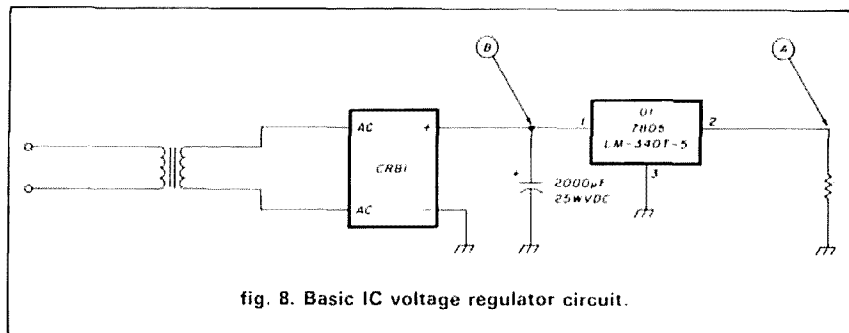 B
A
AC
+
CRB1
AC
−
+
2000µF
25WVDC
1
U1
7805
LM-340T-5
2
3
fig. 8. Basic IC voltage regulator circuit.